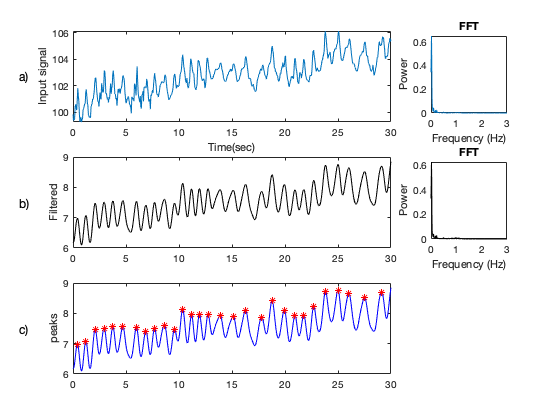 a)
Input signal
106
104
102
100
0 5 10 15 20 25 30
Time(sec)
FFT
Power
0.6
0.4
0.2
0
0 1 2 3
Frequency (Hz)
b)
Filtered
9
8
7
6
0 5 10 15 20 25 30
FFT
Power
0.6
0.4
0.2
0
0 1 2 3
Frequency (Hz)
c)
peaks
9
8
7
6
0 5 10 15 20 25 30